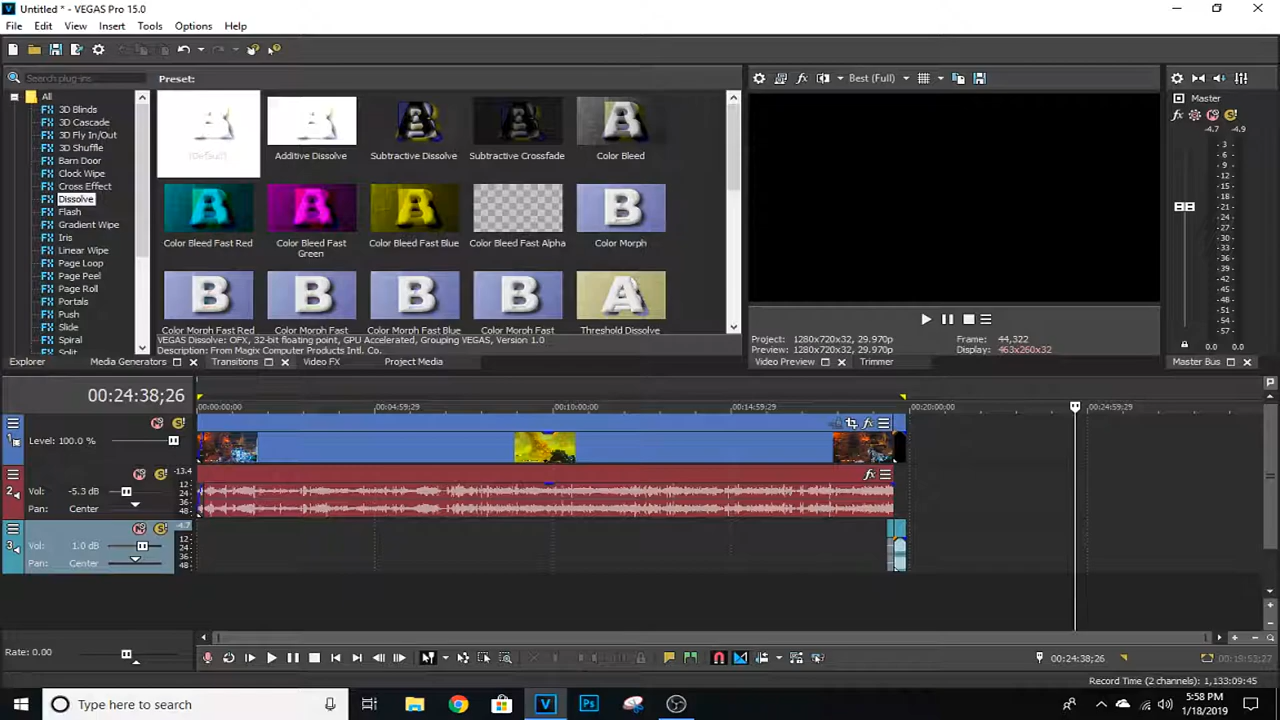 Untitled * - VEGAS Pro 15.0
File Edit View Insert Tools Options Help
Search plug-ins
Preset:
Best (Full)
All
3D Blinds
3D Cascade
3D Fly In/Out
3D Shuffle
Barn Door
Clock Wipe
Cross Effect
Dissolve
Flash
Gradient Wipe
Iris
Linear Wipe
Page Loop
Page Peel
Page Roll
Portals
Push
Slide
Spiral
Split
(Default)
Additive Dissolve
Subtractive Dissolve
Subtractive Crossfade
Color Bleed
Color Bleed Fast Red
Color Bleed Fast Green
Color Bleed Fast Blue
Color Bleed Fast Alpha
Color Morph
Color Morph Fast Red
Color Morph Fast
Color Morph Fast Blue
Color Morph Fast
Threshold Dissolve
VEGAS Dissolve: OFX, 32-bit floating point, GPU Accelerated, Grouping VEGAS, Version 1.0
Description: From Magix Computer Products Intl. Co.
Explorer
Media Generators
Transitions
Video FX
Project Media
Project: 1280x720x32, 29.970p
Preview: 1280x720x32, 29.970p
Frame: 44,322
Display: 463x260x32
Video Preview
Trimmer
Master
-4.7 -4.9
3
6
9
12
15
18
21
24
27
30
33
36
39
42
45
48
51
54
57
0.0 0.0
Master Bus
00:24:38;26
00:00:00;00
00:04:59;29
00:10:00;00
00:14:59;29
00:20:00;00
00:24:59;29
1
Level: 100.0 %
2
Vol: -5.3 dB
Pan: Center
-13.4
12
24
36
48
3
Vol: 1.0 dB
Pan: Center
-4.7
12
24
36
48
Rate: 0.00
00:24:38;26
00:19:53;27
Record Time (2 channels): 1,133:09:45
Type here to search
5:58 PM
1/18/2019